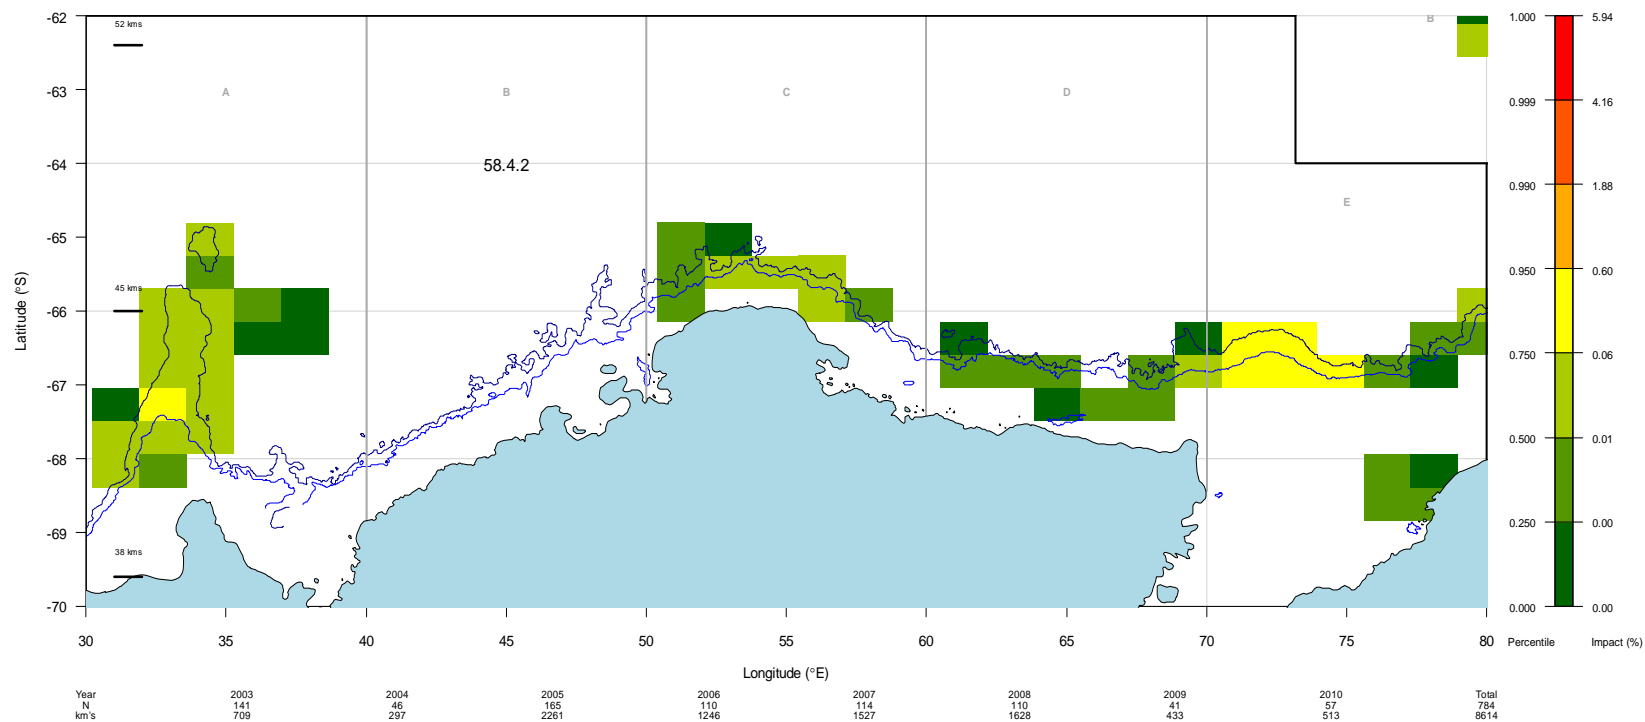 -62 52 kms B 1.000 5.94
-63 A B C D
0.999 4.16
58.4.2
-64
0.990 1.88
E
-65
0.950 0.60
45 kms
-66
0.750 0.06
-67
0.500 0.01
-68
0.250 0.00
-69
38 kms
-70 0.000 0.00
Latitude (°S)
30 35 40 45 50 55 60 65 70 75 80 Percentile Impact (%)
Longitude (°E)
Year 2003 2004 2005 2006 2007 2008 2009 2010 Total
N 141 46 165 110 114 110 41 57 784
km's 709 297 2261 1246 1527 1628 433 513 8614